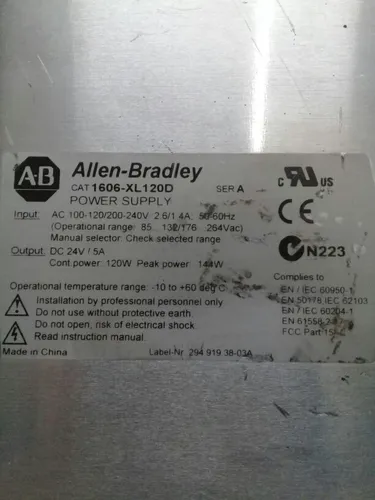 AB
Allen-Bradley
CAT 1606-XL120D SER A
POWER SUPPLY
Input: AC 100-120/200-240V 2.6/1.4A; 50-60Hz
(Operational range: 85... 132/176 ...264Vac)
Manual selector: Check selected range
Output: DC 24V / 5A
Cont.power: 120W Peak power: 144W
Operational temperature range: -10 to +60 deg C
Installation by professional personnel only
Do not use without protective earth.
Do not open, risk of electrical shock.
Read instruction manual.
Made in China
Label-Nr. 294 919 38-03A
C US
CE
N223
Complies to
EN / IEC 60950-1
EN 50178 IEC 62103
EN / IEC 60204-1
EN 61558-2-
FCC Part 15